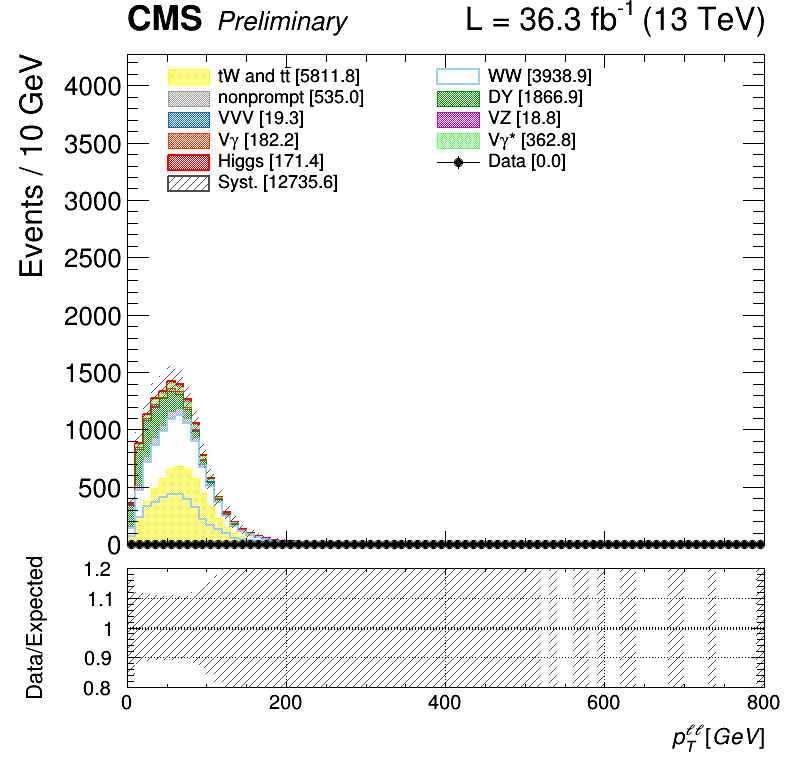 CMS Preliminary L = 36.3 fb⁻¹ (13 TeV)
Events / 10 GeV
4000
3500
3000
2500
2000
1500
1000
500
0
tW and tt̄ [5811.8]
nonprompt [535.0]
VVV [19.3]
Vγ [182.2]
Higgs [171.4]
Syst. [12735.6]
WW [3938.9]
DY [1866.9]
VZ [18.8]
Vγ* [362.8]
Data [0.0]
Data/Expected
1.2
1.1
1
0.9
0.8
0 200 400 600 800
p_T^ℓℓ [GeV]